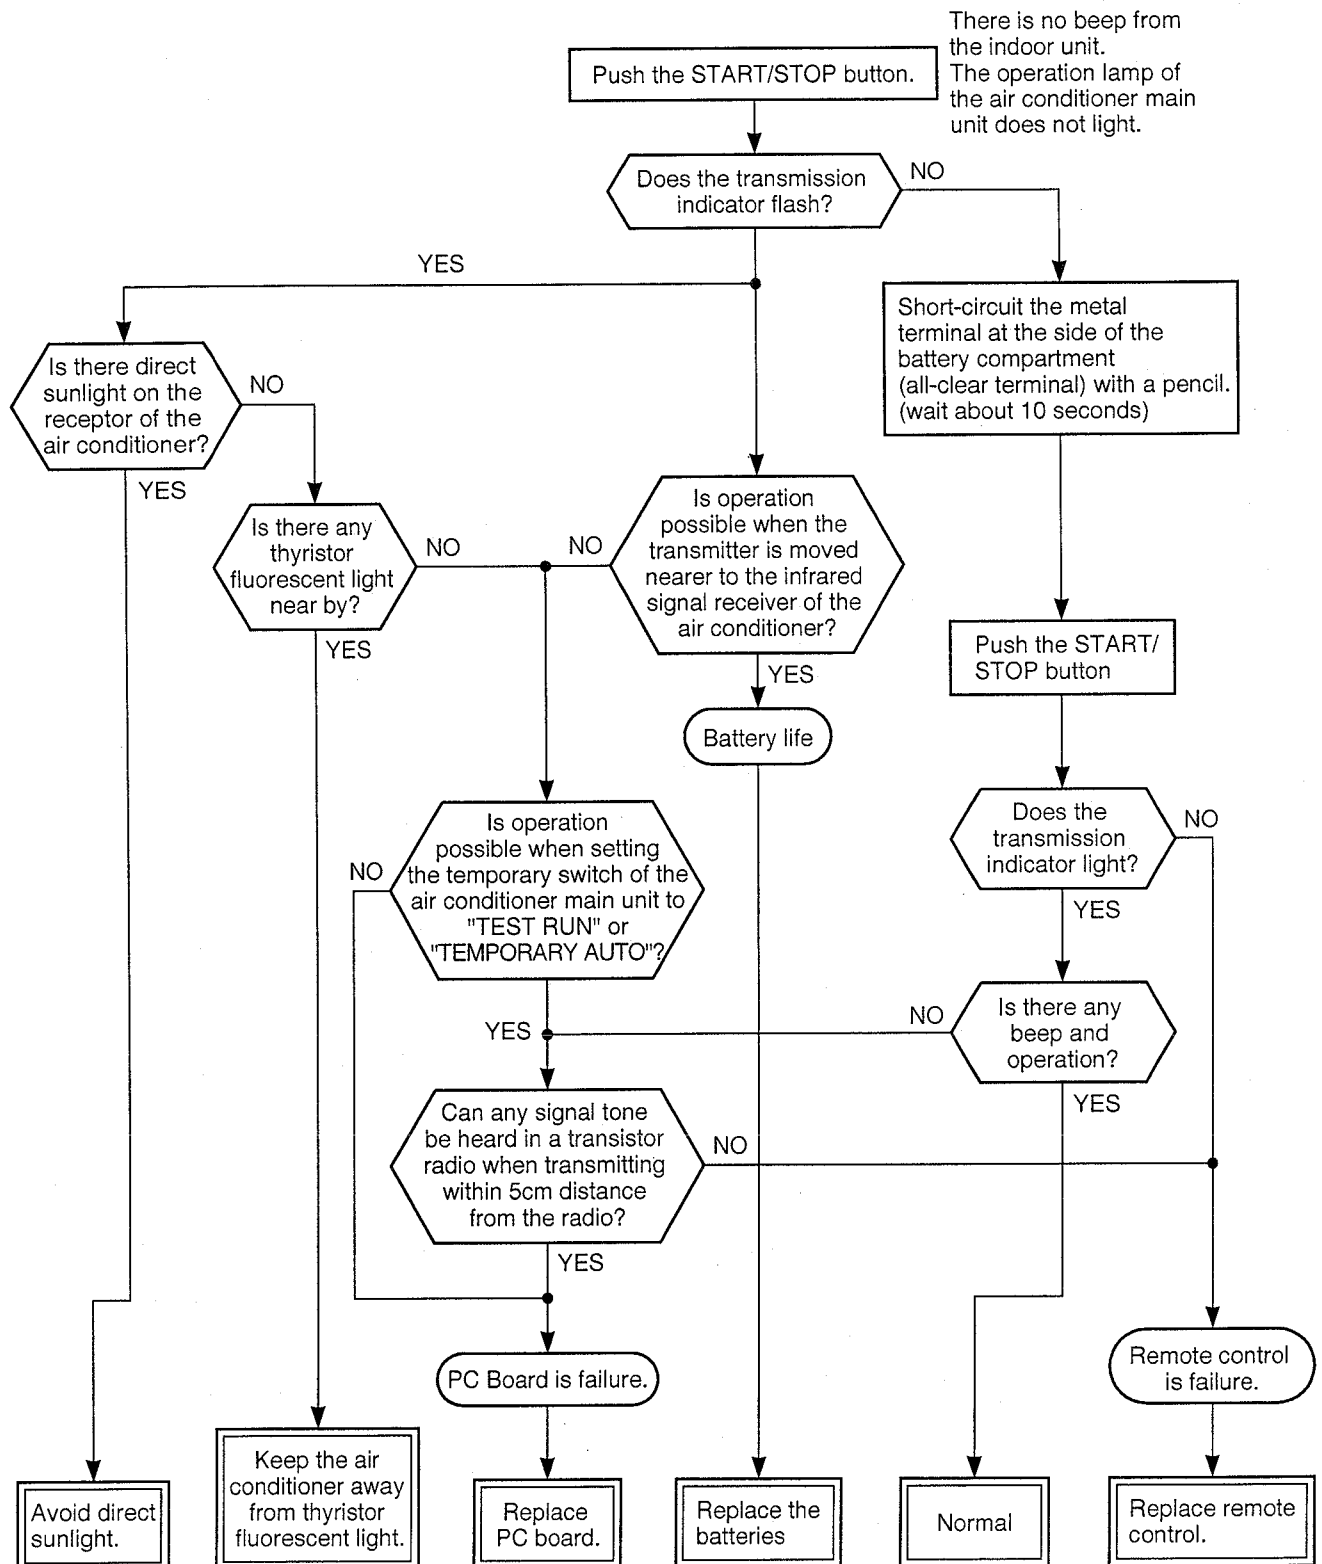 There is no beep from
the indoor unit.
The operation lamp of
the air conditioner main
unit does not light.
Push the START/STOP button.
Does the transmission
indicator flash?
NO
YES
Short-circuit the metal
terminal at the side of the
battery compartment
(all-clear terminal) with a pencil.
(wait about 10 seconds)
Is there direct
sunlight on the
receptor of the
air conditioner?
NO
YES
Is there any
thyristor
fluorescent light
near by?
NO
YES
NO
Is operation
possible when the
transmitter is moved
nearer to the infrared
signal receiver of the
air conditioner?
YES
Battery life
Push the START/
STOP button
Does the
transmission
indicator light?
NO
YES
Is operation
possible when setting
the temporary switch of the
air conditioner main unit to
"TEST RUN" or
"TEMPORARY AUTO"?
NO
YES
NO
Is there any
beep and
operation?
YES
Can any signal tone
be heard in a transistor
radio when transmitting
within 5cm distance
from the radio?
NO
YES
PC Board is failure.
Remote control
is failure.
Avoid direct
sunlight.
Keep the air
conditioner away
from thyristor
fluorescent light.
Replace
PC board.
Replace the
batteries
Normal
Replace remote
control.